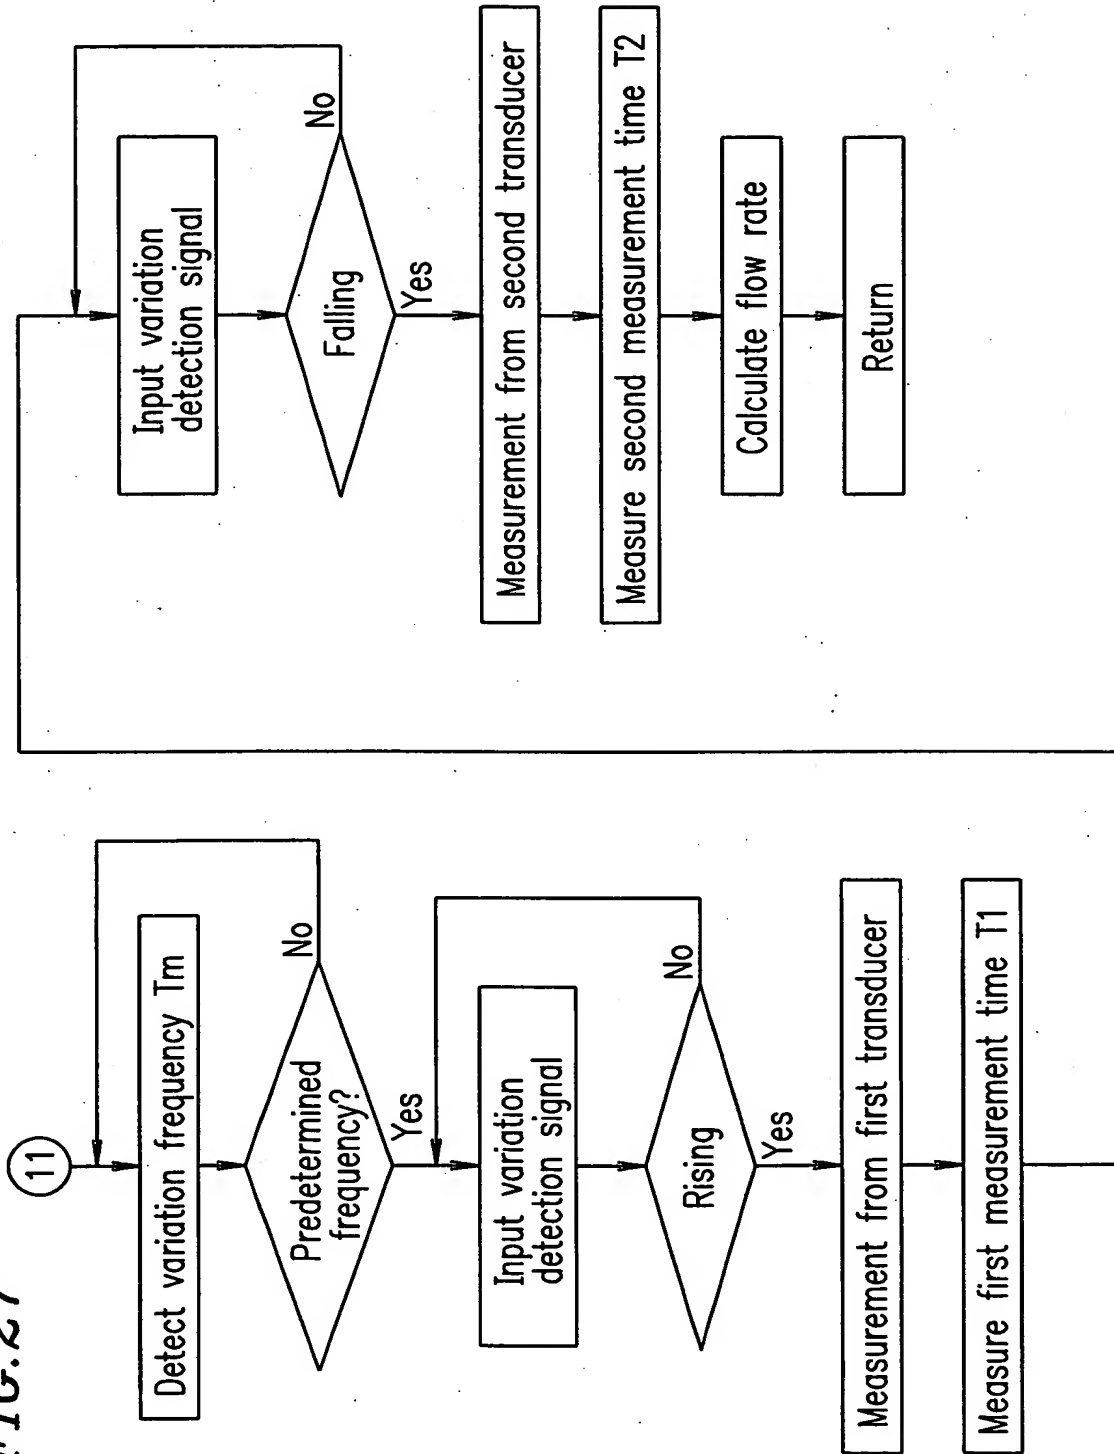 FIG.27
11
Detect variation frequency Tm
Predetermined
frequency?
No
Yes
Input variation
detection signal
Rising
No
Yes
Measurement from first transducer
Measure first measurement time T1
Input variation
detection signal
Falling
No
Yes
Measurement from second transducer
Measure second measurement time T2
Calculate flow rate
Return